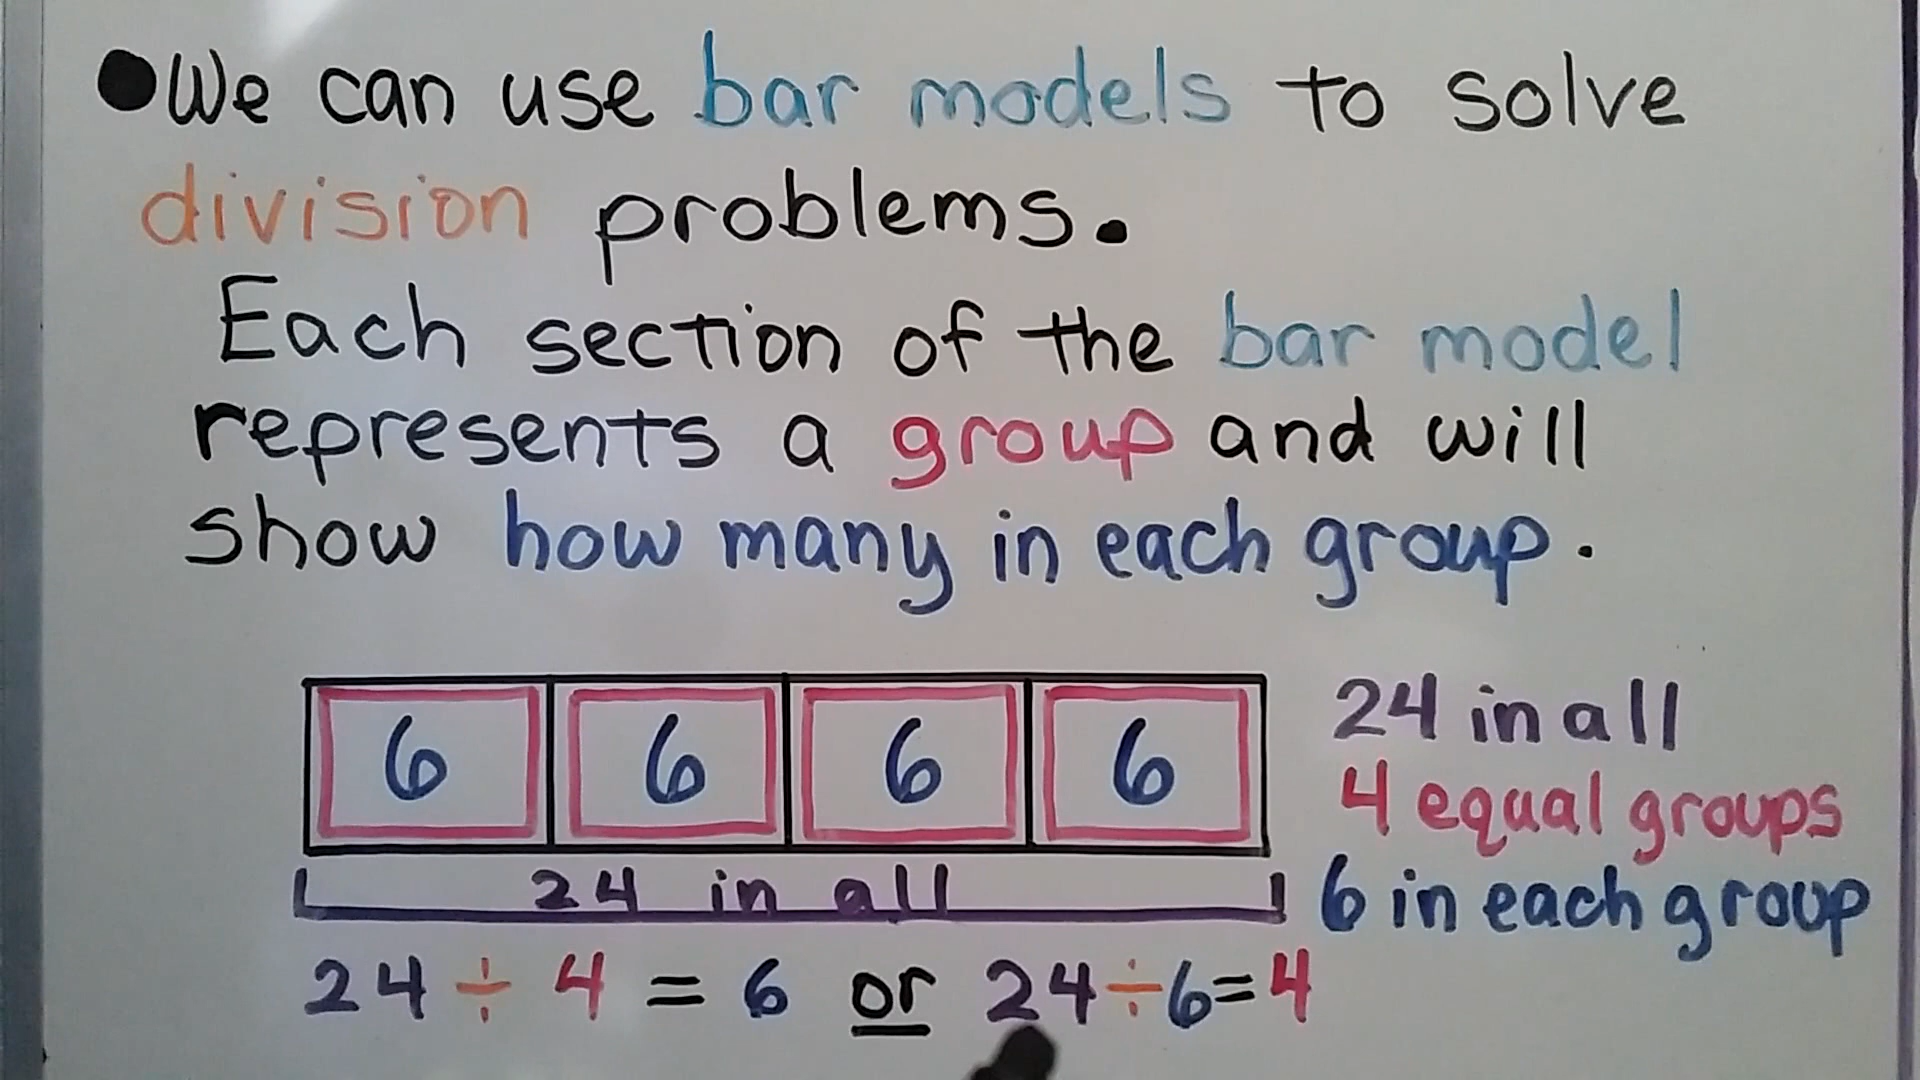 ●We can use bar models to solve
division problems.
Each section of the bar model
represents a group and will
show how many in each group.
6 6 6 6
24 in all
24 in all
4 equal groups
6 in each group
24 ÷ 4 = 6 or 24÷6=4